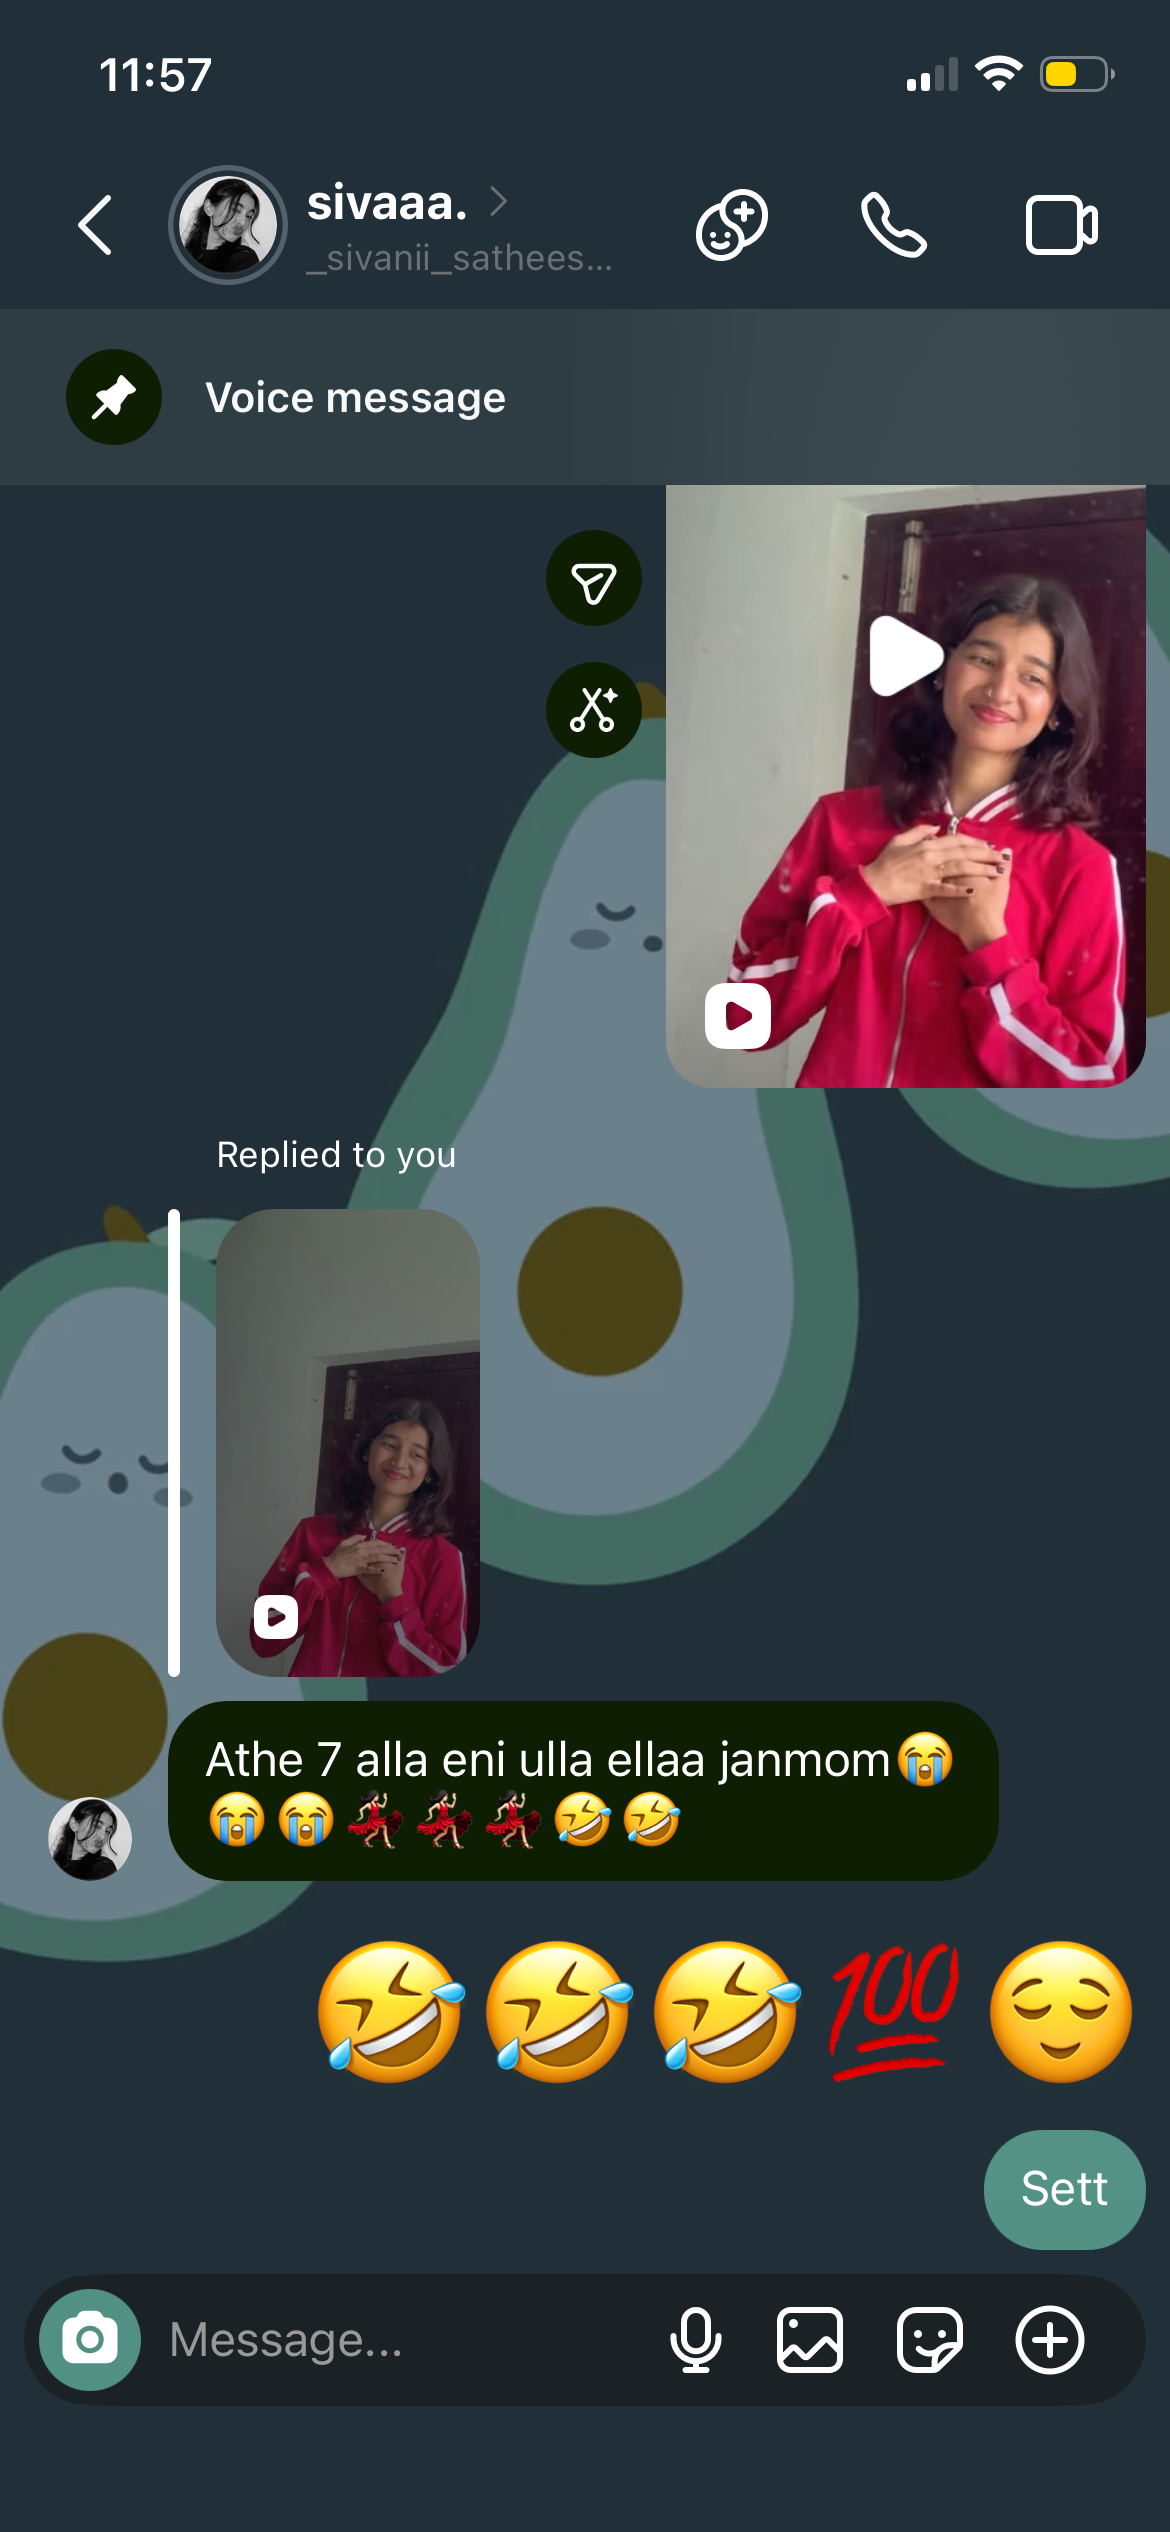 11:57
sivaaa.
_sivanii_sathees...
Voice message
Replied to you
Athe 7 alla eni ulla ellaa janmom😭
😭😭💃💃💃🤣🤣
🤣🤣🤣💯😌
Sett
Message...